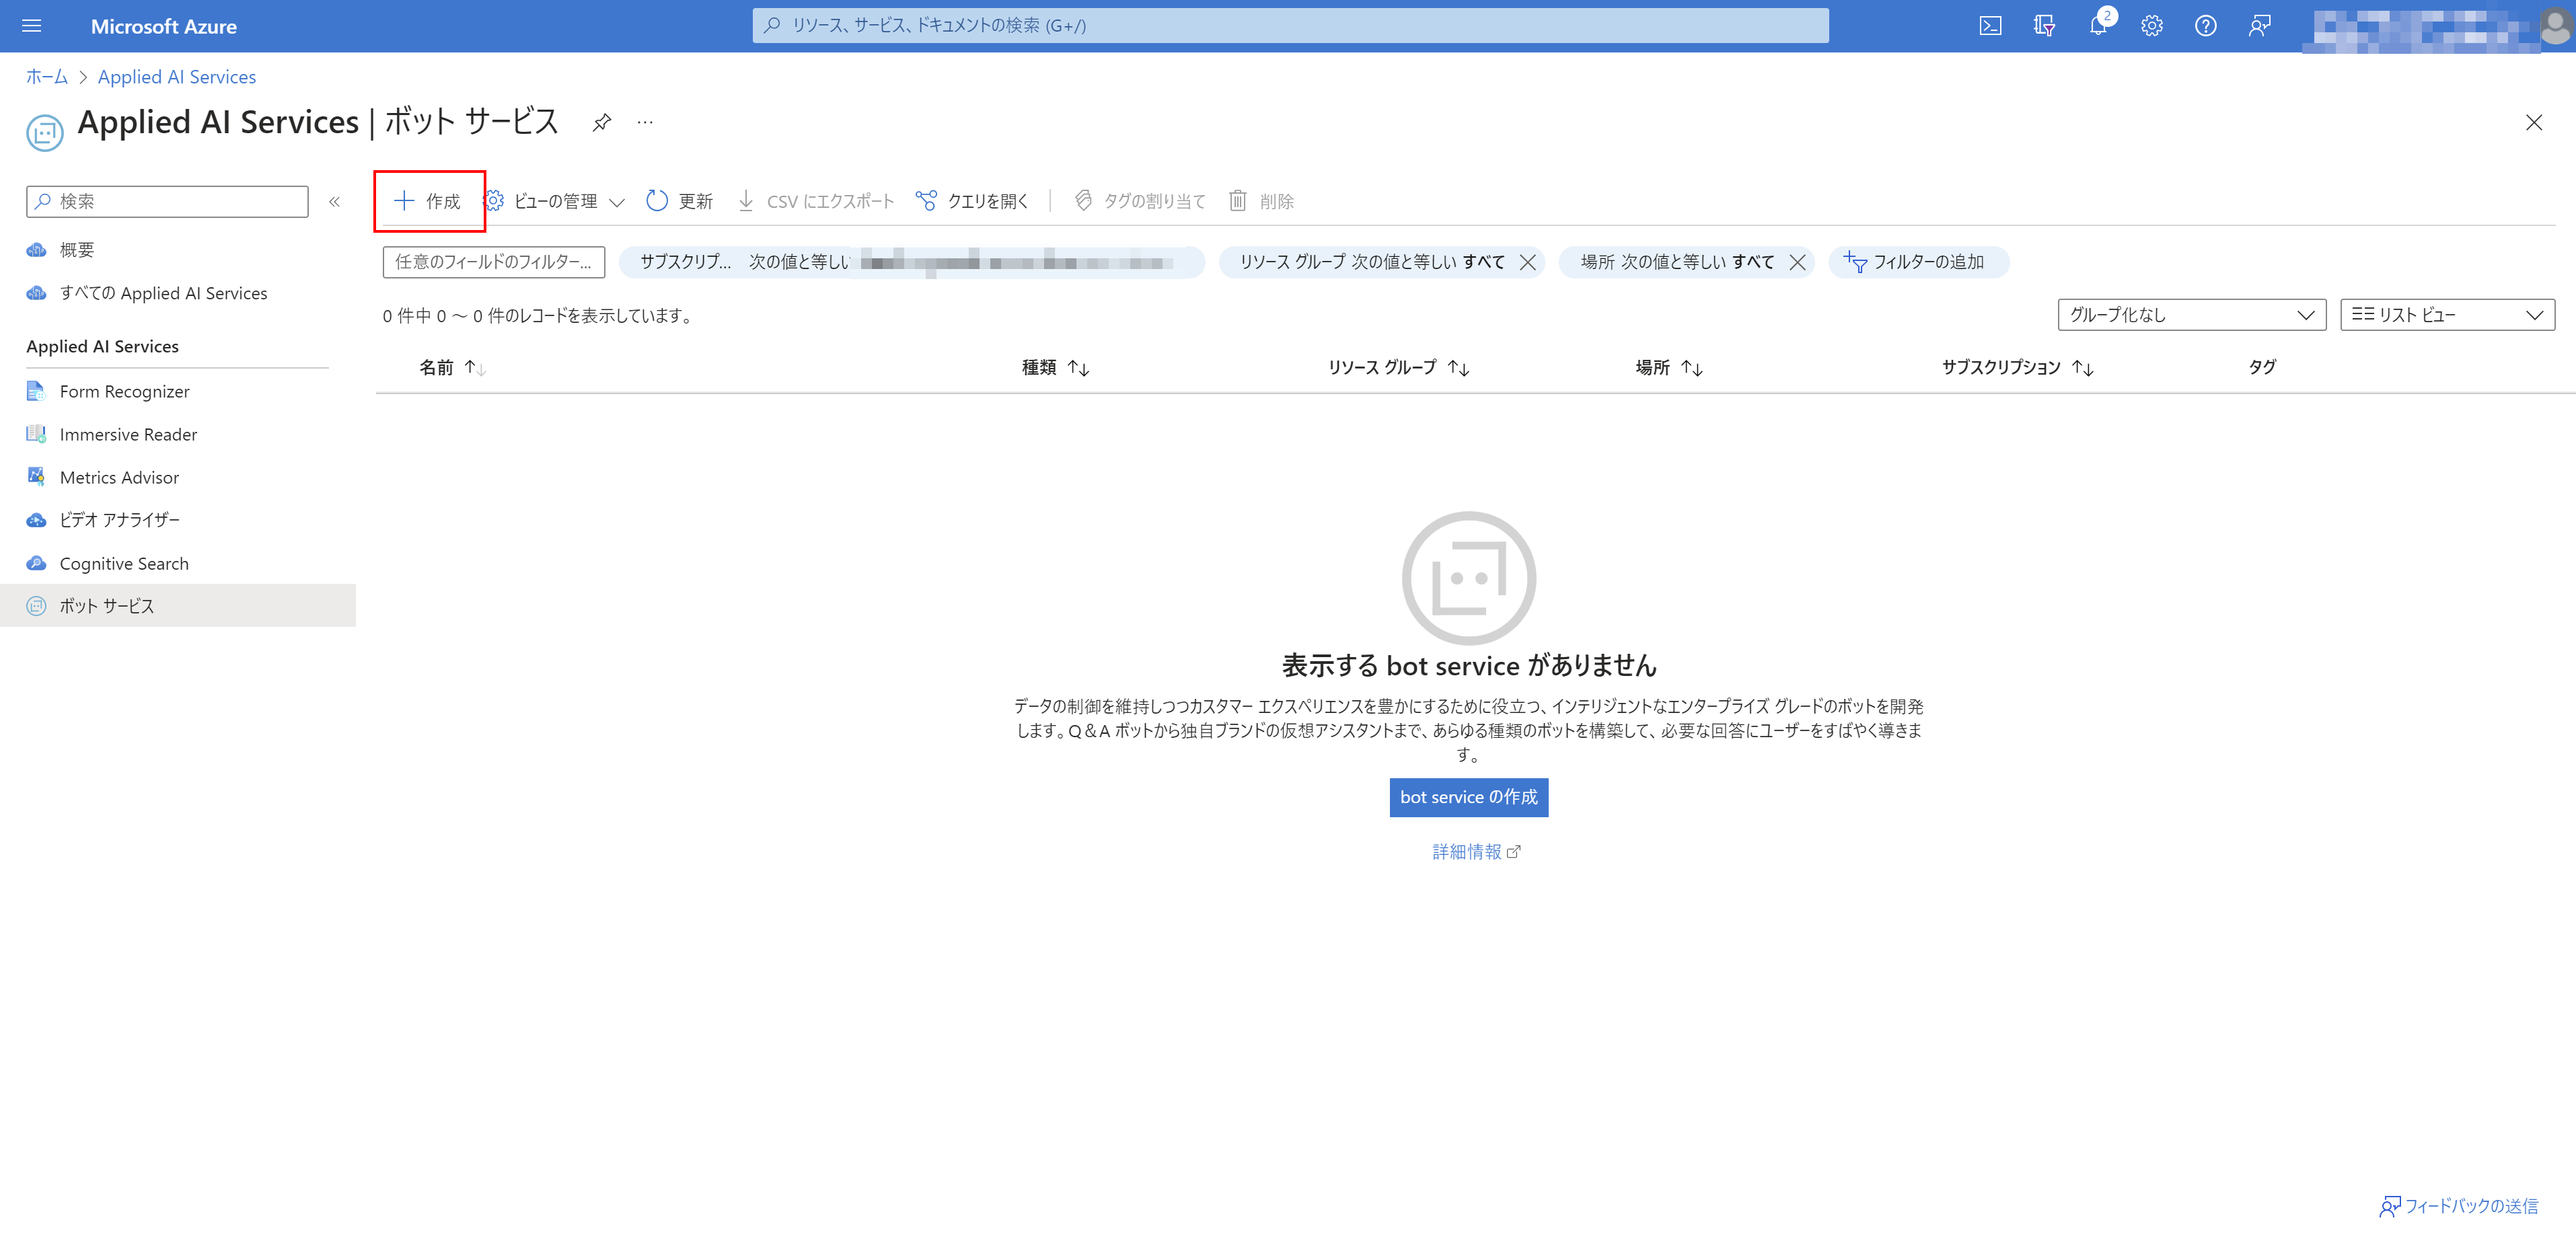 Microsoft Azure
リソース、サービス、ドキュメントの検索 (G+/)
2
ホーム > Applied AI Services
Applied AI Services | ボット サービス
検索
概要
すべての Applied AI Services
Applied AI Services
Form Recognizer
Immersive Reader
Metrics Advisor
ビデオ アナライザー
Cognitive Search
ボット サービス
作成 ビューの管理 更新 CSV にエクスポート クエリを開く タグの割り当て 削除
任意のフィールドのフィルター... サブスクリプ... 次の値と等しい リソース グループ 次の値と等しい すべて 場所 次の値と等しい すべて フィルターの追加
0 件中 0 ～ 0 件のレコードを表示しています。 グループ化なし リスト ビュー
名前 種類 リソース グループ 場所 サブスクリプション タグ
表示する bot service がありません
データの制御を維持しつつカスタマー エクスペリエンスを豊かにするために役立つ、インテリジェントなエンタープライズ グレードのボットを開発
します。Q＆A ボットから独自ブランドの仮想アシスタントまで、あらゆる種類のボットを構築して、必要な回答にユーザーをすばやく導きま
す。
bot service の作成
詳細情報
フィードバックの送信